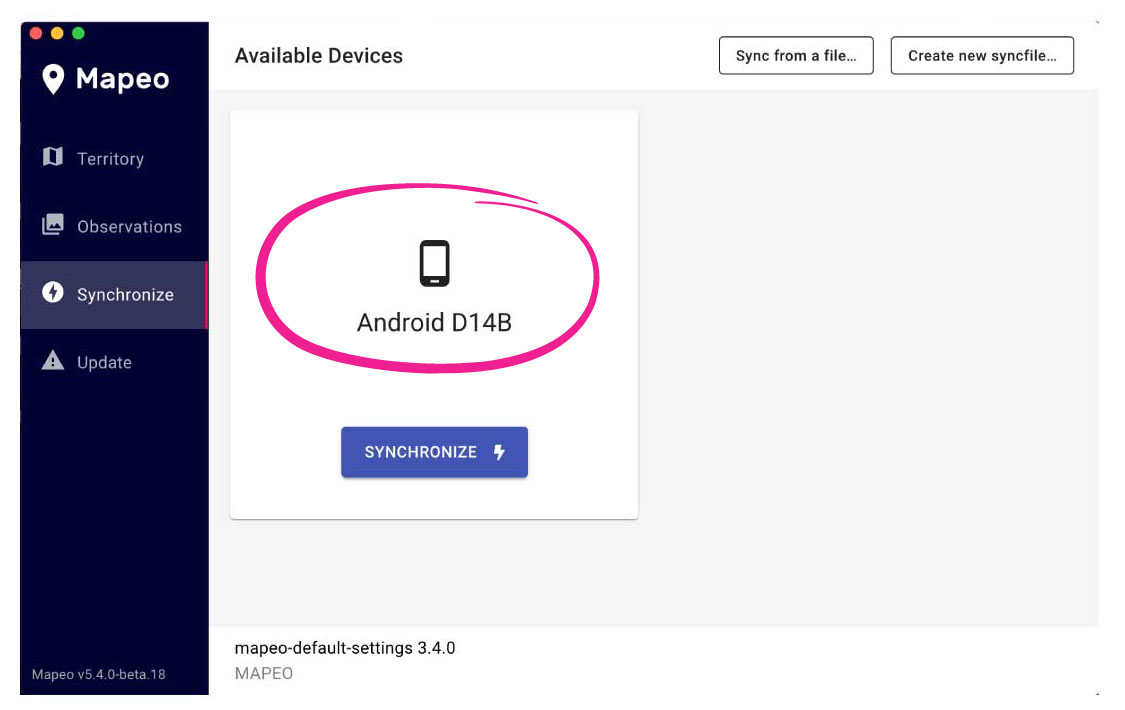 Mapeo
Territory
Observations
Synchronize
Update
Mapeo v5.4.0-beta.18
Available Devices
Sync from a file...
Create new syncfile...
Android D14B
SYNCHRONIZE
mapeo-default-settings 3.4.0
MAPEO